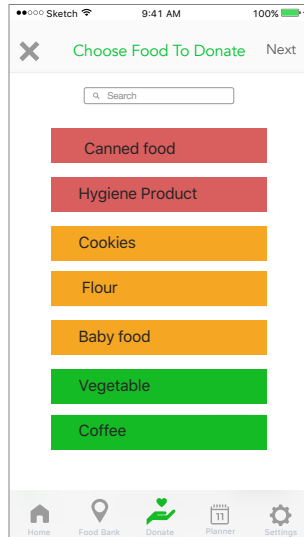 Sketch 9:41 AM 100%
Choose Food To Donate Next
Search
Canned food
Hygiene Product
Cookies
Flour
Baby food
Vegetable
Coffee
11
Home Food Bank Donate Planner Settings